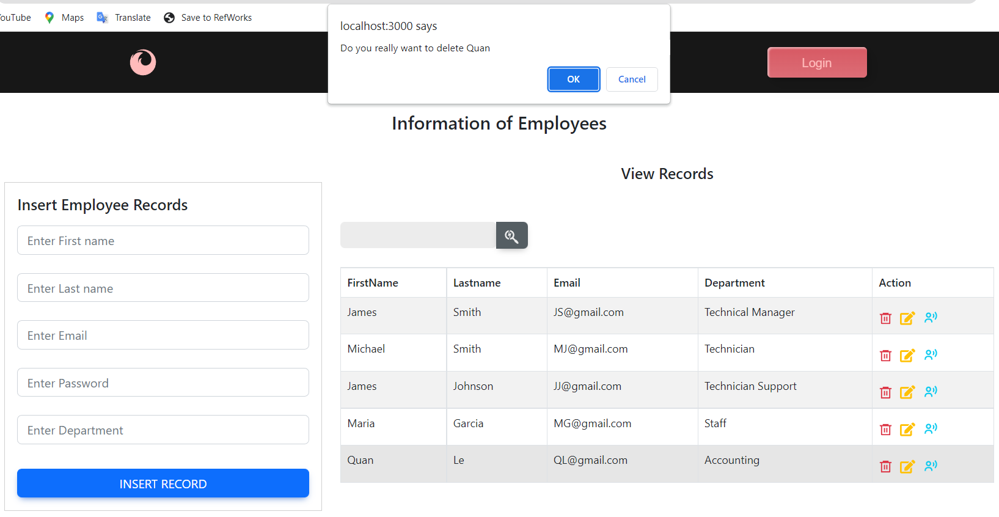 Maps Translate Save to RefWorks
localhost:3000 says
Do you really want to delete Quan
OK Cancel
Login
Information of Employees
View Records
Insert Employee Records
Enter First name
Enter Last name
Enter Email
Enter Password
Enter Department
INSERT RECORD
FirstName Lastname Email Department Action
James Smith JS@gmail.com Technical Manager
Michael Smith MJ@gmail.com Technician
James Johnson JJ@gmail.com Technician Support
Maria Garcia MG@gmail.com Staff
Quan Le QL@gmail.com Accounting